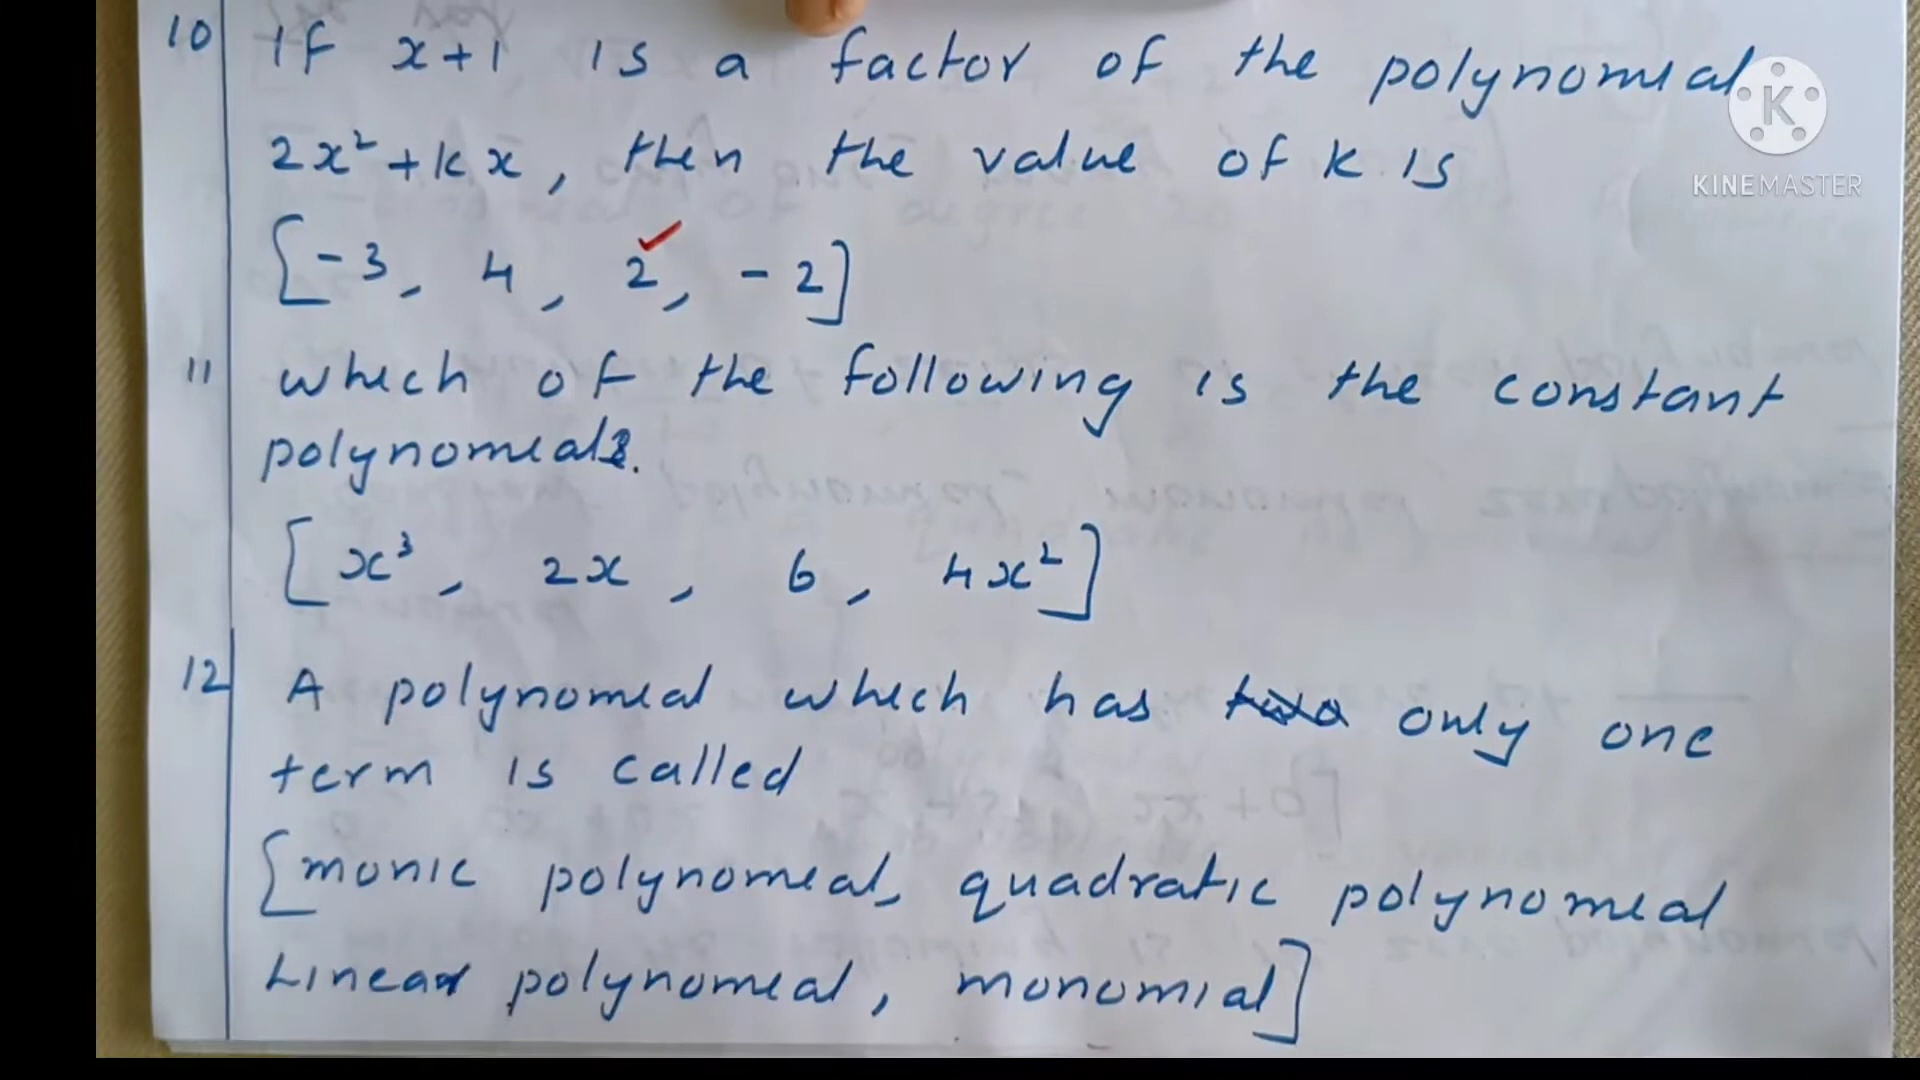 10 If x+1 is a factor of the polynomial
2x² + kx, then the value of k is
[-3, 4, 2, -2]
11 which of the following is the constant
polynomial.
[x³, 2x, 6, 4x²]
12 A polynomial which has only one
term is called
[monic polynomial, quadratic polynomial
Linear polynomial, monomial]
K
KINEMASTER